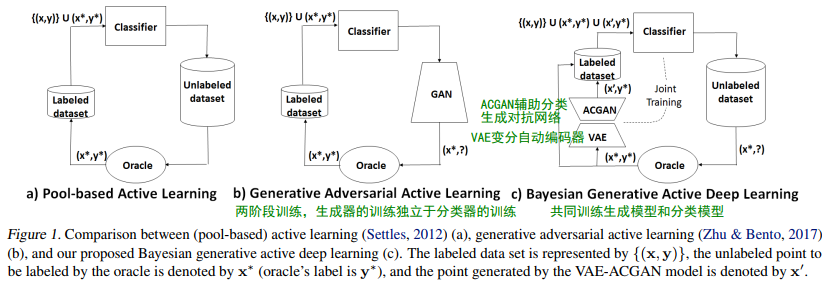 {(x,y)} U (x*,y*)
Classifier
Labeled
dataset
Unlabeled
dataset
(x*,y*)
Oracle
a) Pool-based Active Learning
{(x,y)} U (x*,y*)
Classifier
Labeled
dataset
GAN
(x*,y*)
(x*,?)
Oracle
b) Generative Adversarial Active Learning
两阶段训练，生成器的训练独立于分类器的训练
{(x,y)} U (x*,y*) U (x′,y*)
Classifier
Labeled
dataset
Unlabeled
dataset
(x′,y*)
ACGAN辅助分类
生成对抗网络
ACGAN
Joint
Training
VAE变分自动编码器
VAE
(x*,y*)
(x*,?)
Oracle
c) Bayesian Generative Active Deep Learning
共同训练生成模型和分类模型
Figure 1. Comparison between (pool-based) active learning (Settles, 2012) (a), generative adversarial active learning (Zhu & Bento, 2017)
(b), and our proposed Bayesian generative active deep learning (c). The labeled data set is represented by {(x, y)}, the unlabeled point to
be labeled by the oracle is denoted by x* (oracle's label is y*), and the point generated by the VAE-ACGAN model is denoted by x′.